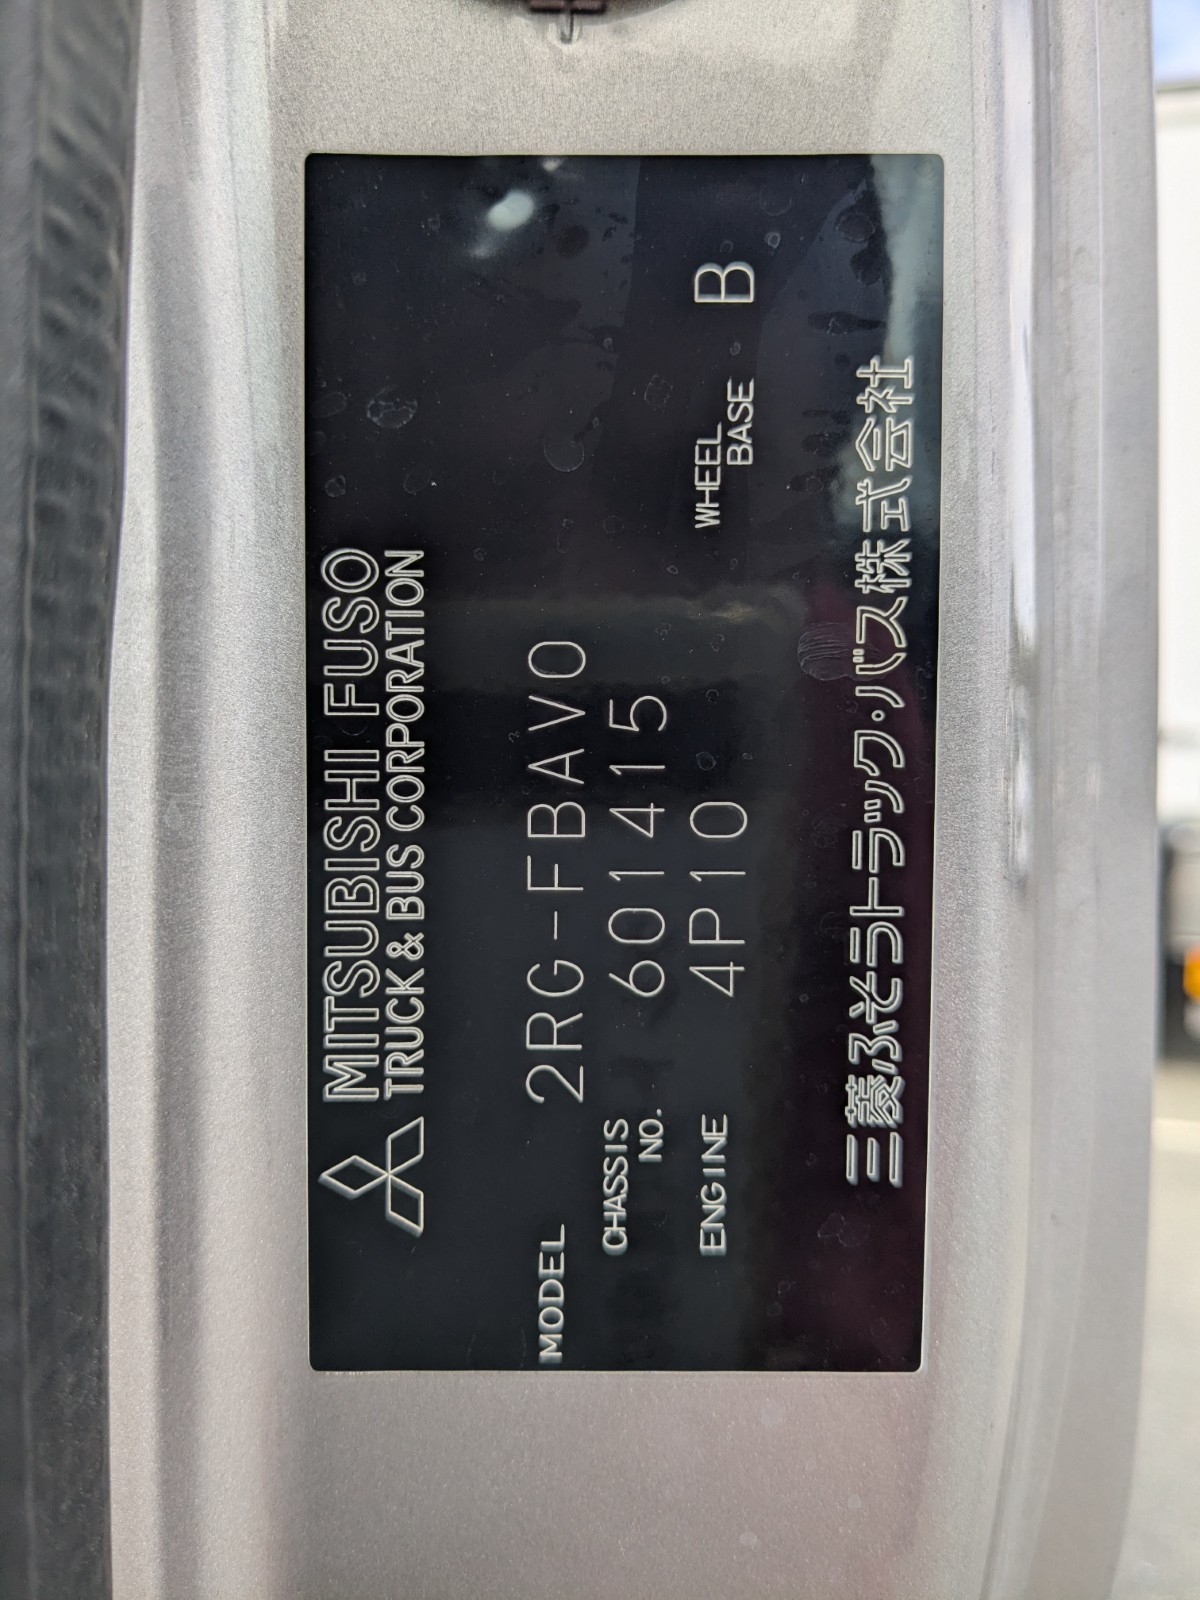 MITSUBISHI FUSO
TRUCK & BUS CORPORATION
MODEL 2RG-FBAV0
CHASSIS NO. 601415
ENGINE 4P10
WHEEL BASE B
三菱ふそうトラック・バス株式会社